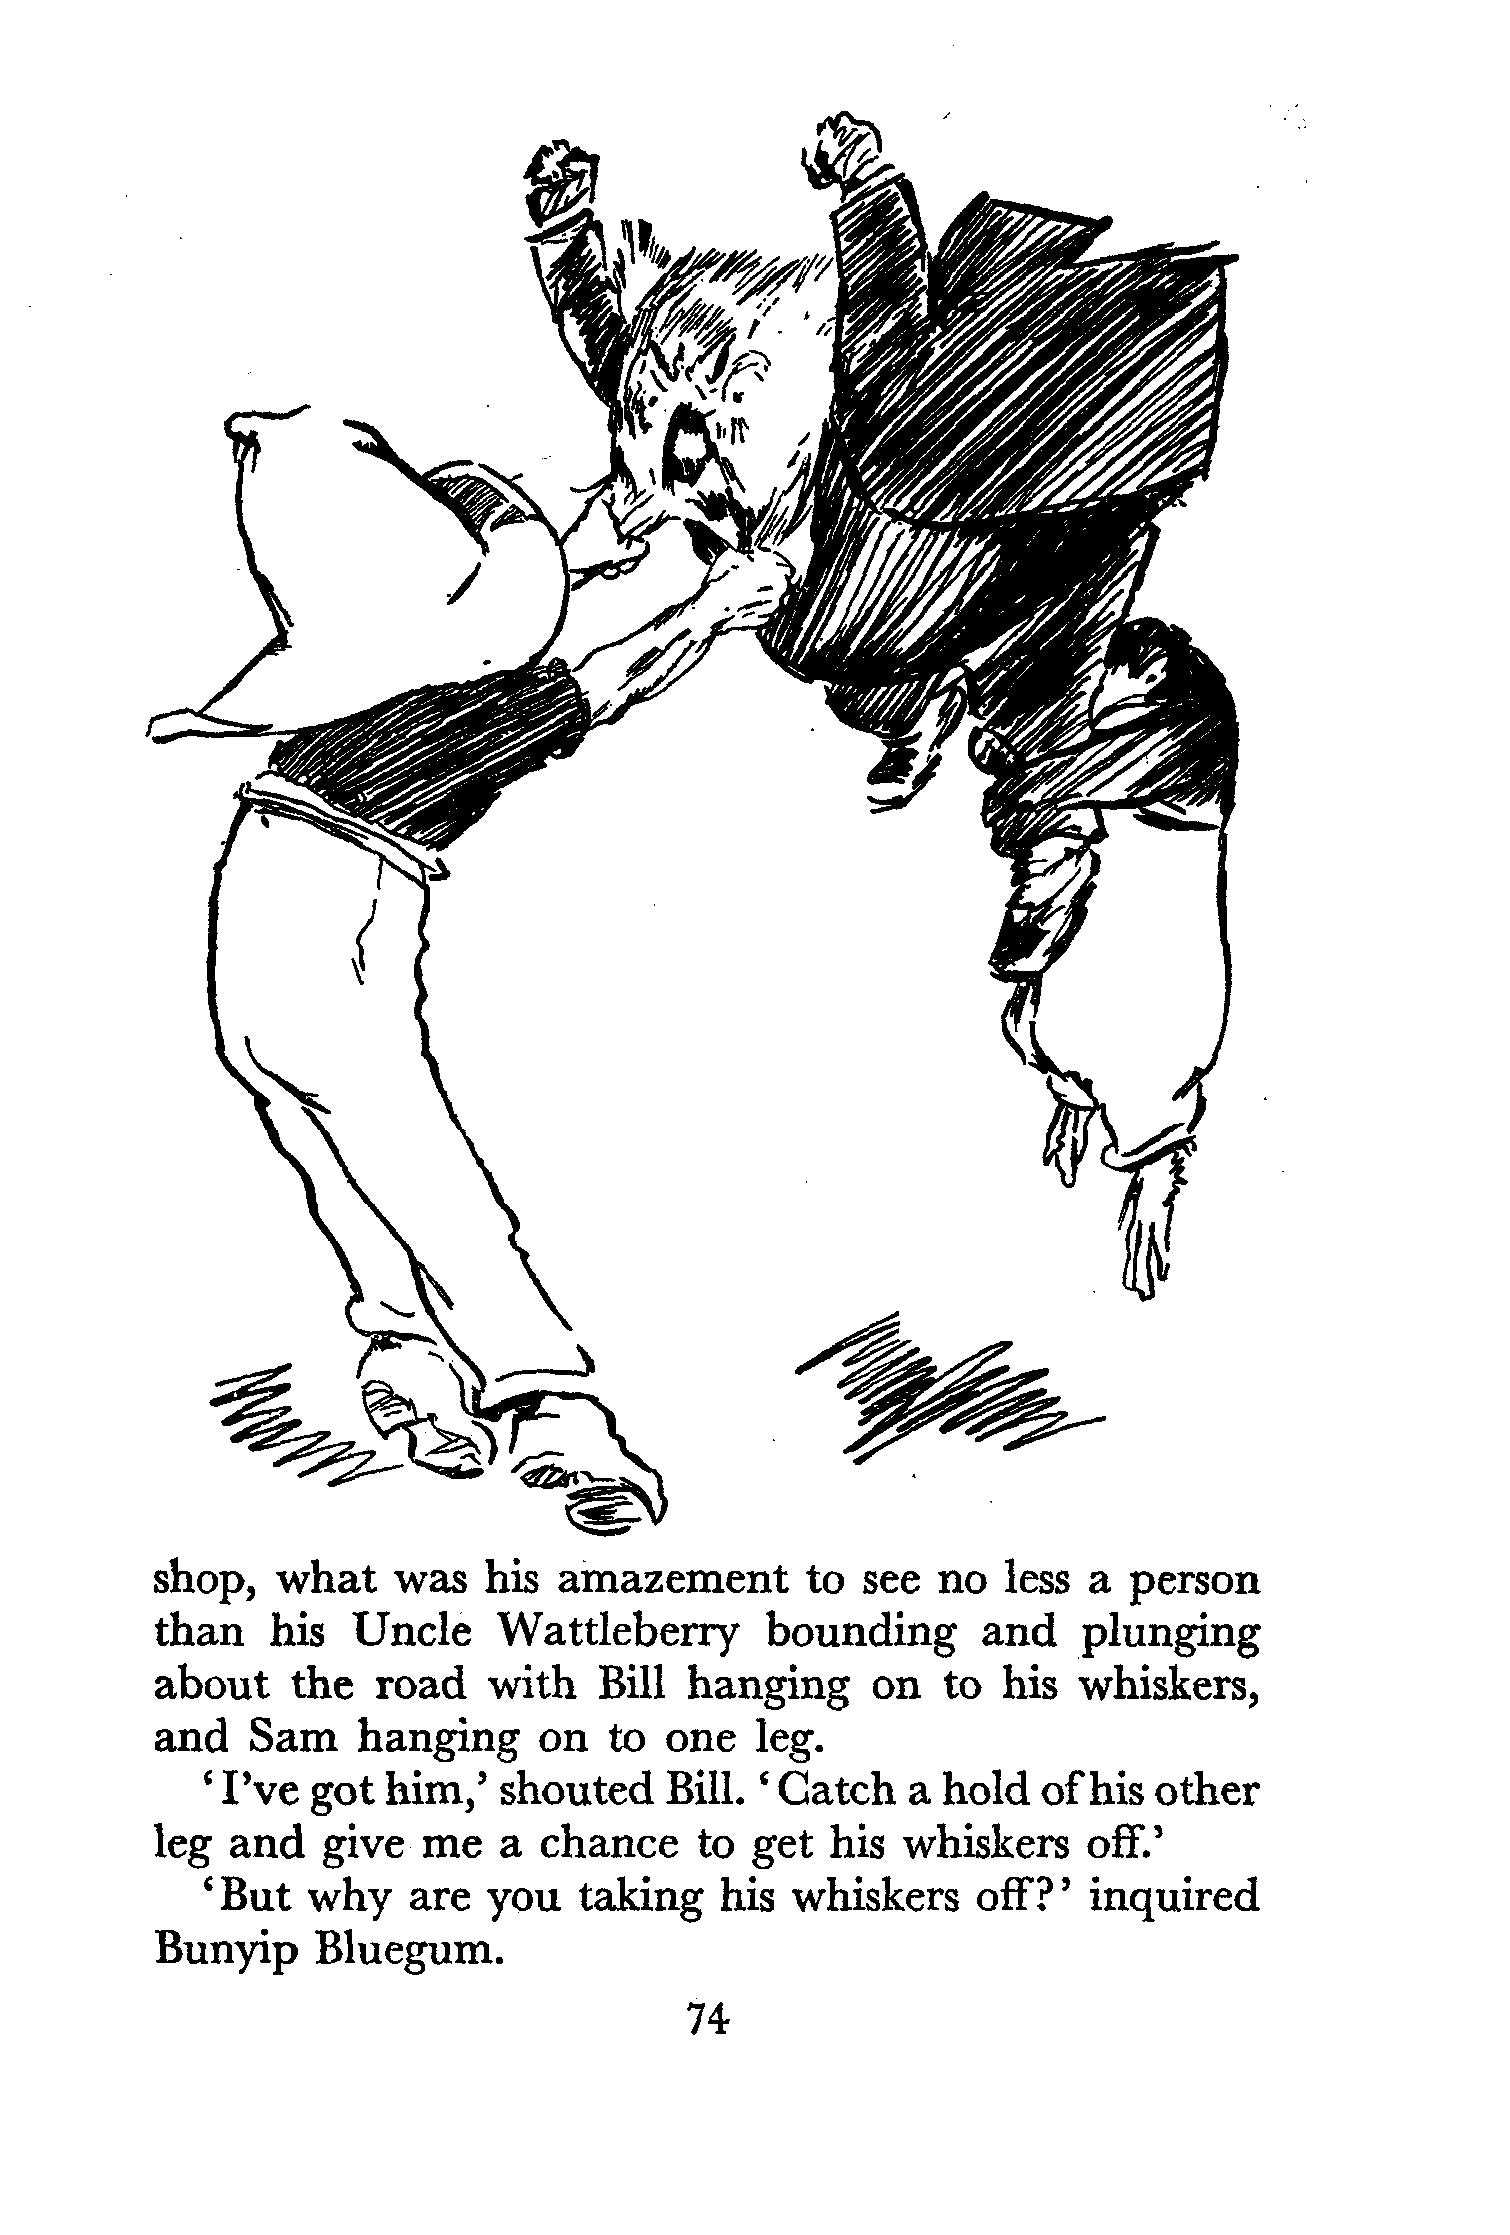 shop, what was his amazement to see no less a person
than his Uncle Wattleberry bounding and plunging
about the road with Bill hanging on to his whiskers,
and Sam hanging on to one leg.
‘I’ve got him,’ shouted Bill. ‘Catch a hold of his other
leg and give me a chance to get his whiskers off.’
‘But why are you taking his whiskers off?’ inquired
Bunyip Bluegum.
74